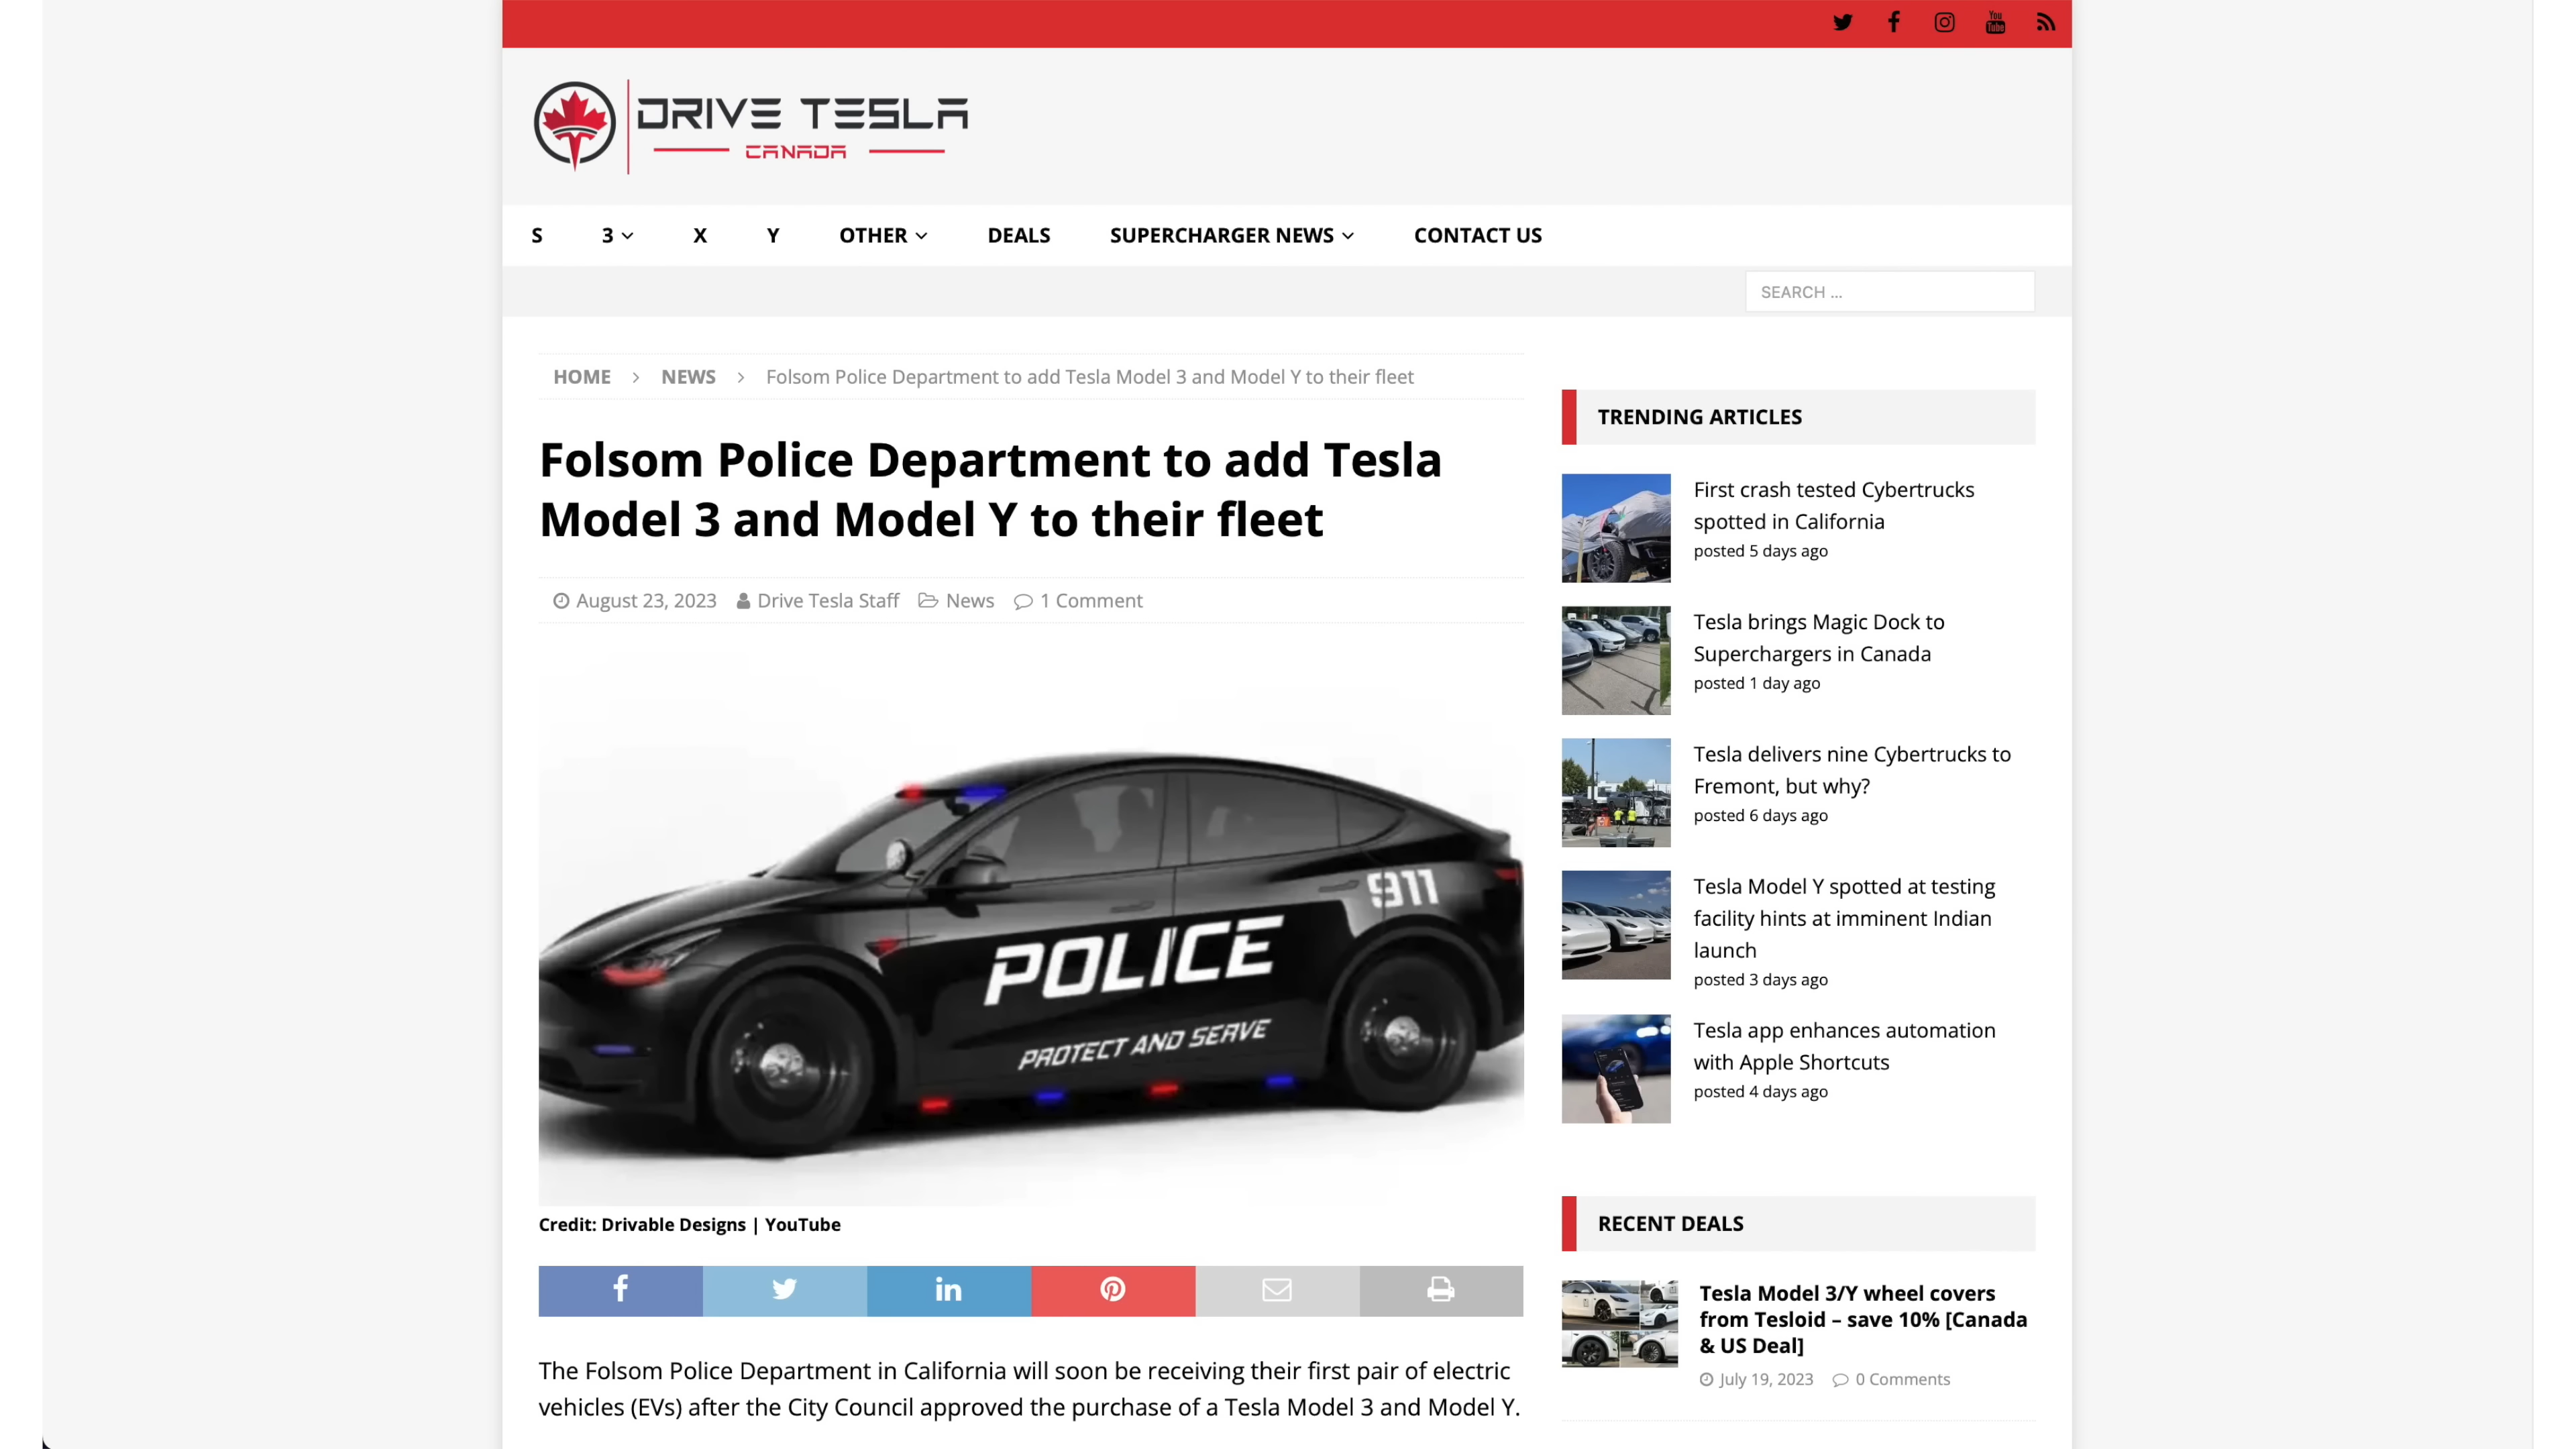 You
Tube
DRIVE TESLA
CANADA
S 3 X Y OTHER DEALS SUPERCHARGER NEWS CONTACT US
SEARCH ...
HOME > NEWS > Folsom Police Department to add Tesla Model 3 and Model Y to their fleet
Folsom Police Department to add Tesla
Model 3 and Model Y to their fleet
August 23, 2023 Drive Tesla Staff News 1 Comment
911
POLICE
PROTECT AND SERVE
Credit: Drivable Designs | YouTube
The Folsom Police Department in California will soon be receiving their first pair of electric
vehicles (EVs) after the City Council approved the purchase of a Tesla Model 3 and Model Y.
TRENDING ARTICLES
First crash tested Cybertrucks
spotted in California
posted 5 days ago
Tesla brings Magic Dock to
Superchargers in Canada
posted 1 day ago
Tesla delivers nine Cybertrucks to
Fremont, but why?
posted 6 days ago
Tesla Model Y spotted at testing
facility hints at imminent Indian
launch
posted 3 days ago
Tesla app enhances automation
with Apple Shortcuts
posted 4 days ago
RECENT DEALS
Tesla Model 3/Y wheel covers
from Tesloid – save 10% [Canada
& US Deal]
July 19, 2023 0 Comments